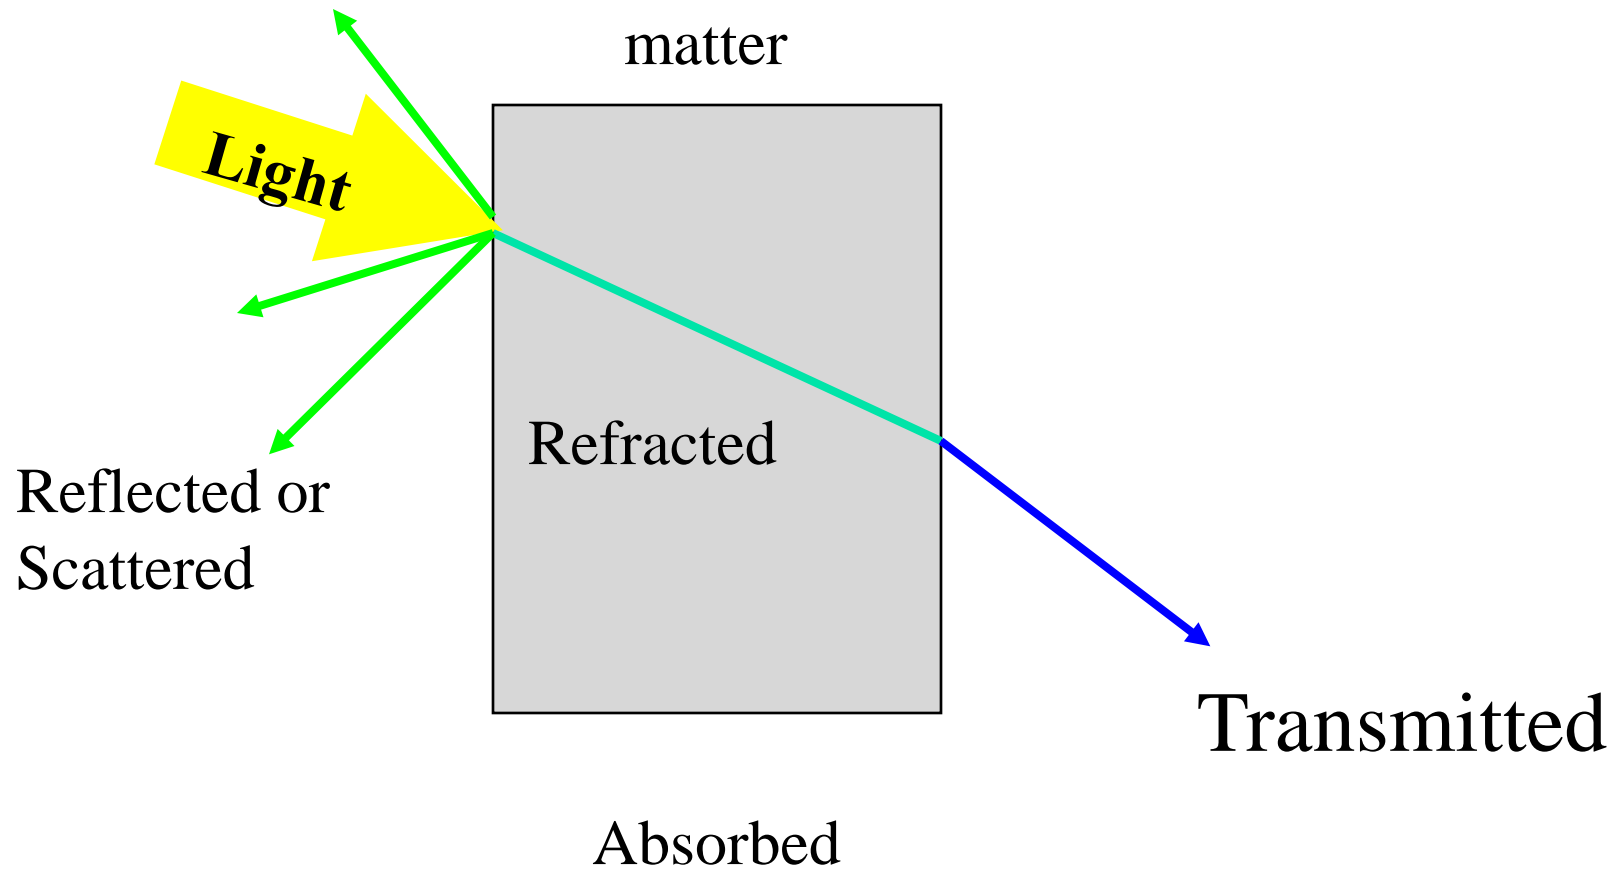 matter
Light
Refracted
Reflected or
Scattered
Transmitted
Absorbed